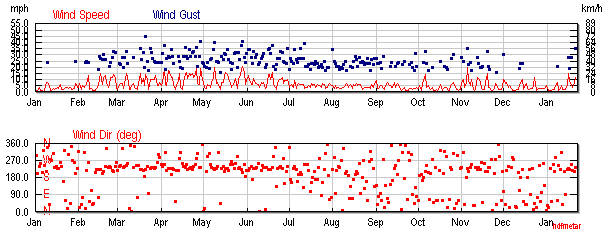 mph Wind Speed Wind Gust km/h
55.0 89
50.0
45.0
40.0
35.0
30.0
25.0
20.0
15.0
0.0 0
Jan Feb Mar Apr May Jun Jul Aug Sep Oct Nov Dec Jan
Wind Dir (deg)
360.0 N
270.0 W
180.0 S
90.0 E
0.0 N
Jan Feb Mar Apr May Jun Jul Aug Sep Oct Nov Dec Jan
hdfmetar